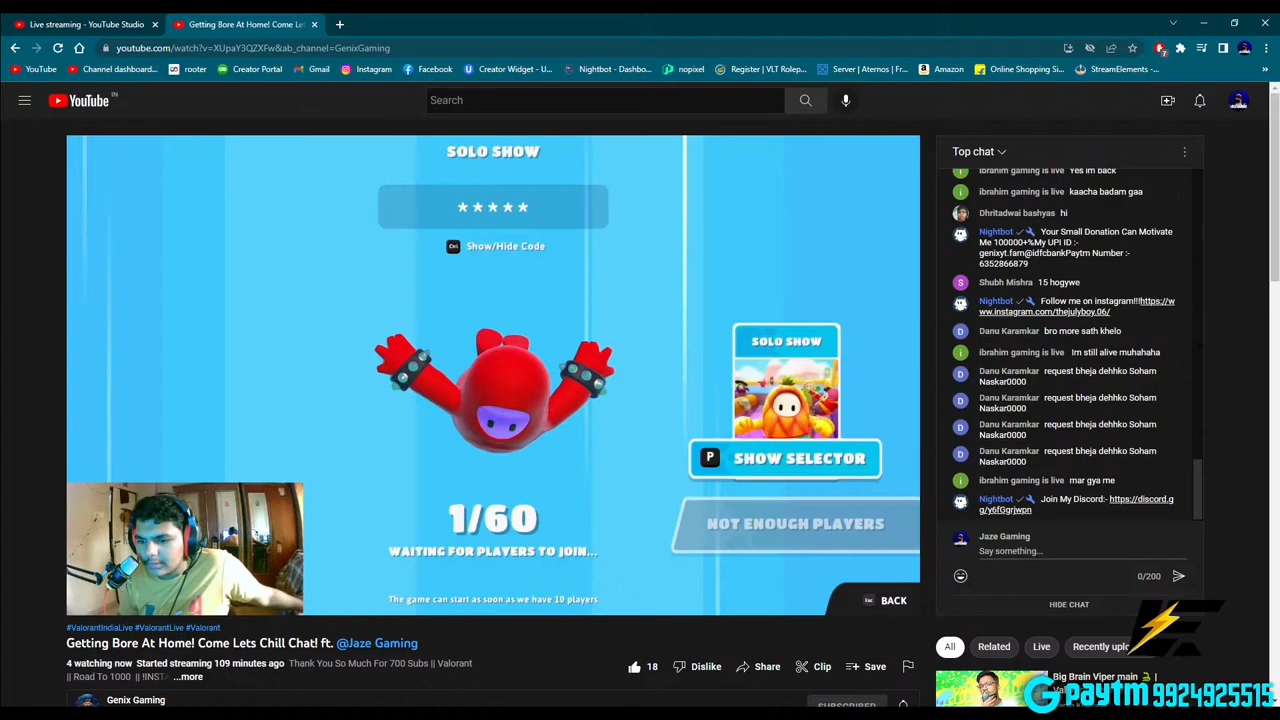 Live streaming - YouTube Studio
Getting Bore At Home! Come Le
youtube.com/watch?v=XUpaY3QZXFw&ab_channel=GenixGaming
YouTube
Channel dashboard...
rooter
Creator Portal
Gmail
Instagram
Facebook
Creator Widget - U...
Nightbot - Dashbo...
nopixel
Register | VLT Rolep...
Server | Aternos | Fr...
Amazon
Online Shopping Si...
StreamElements - Y...
YouTube IN
Search
SOLO SHOW
★★★★★
Ctrl Show/Hide Code
SOLO SHOW
P SHOW SELECTOR
1/60
NOT ENOUGH PLAYERS
WAITING FOR PLAYERS TO JOIN...
The game can start as soon as we have 10 players
Esc BACK
Top chat
ibrahim gaming is live Yes im back
ibrahim gaming is live kaacha badam gaa
Dhritadwai bashyas hi
Nightbot Your Small Donation Can Motivate
Me 100000+%My UPI ID :-
genixyt.fam@idfcbankPaytm Number :-
6352866879
Shubh Mishra 15 hogywe
Nightbot Follow me on instagram!!!https://w
ww.instagram.com/thejulyboy.06/
Danu Karamkar bro more sath khelo
ibrahim gaming is live Im still alive muhahaha
Danu Karamkar request bheja dehhko Soham
Naskar0000
Danu Karamkar request bheja dehhko Soham
Naskar0000
Danu Karamkar request bheja dehhko Soham
Naskar0000
Danu Karamkar request bheja dehhko Soham
Naskar0000
ibrahim gaming is live mar gya me
Nightbot Join My Discord:- https://discord.g
g/y6fGgrjwpn
Jaze Gaming
Say something...
0/200
HIDE CHAT
#ValorantIndiaLive #ValorantLive #Valorant
Getting Bore At Home! Come Lets Chill Chat! ft. @Jaze Gaming
4 watching now Started streaming 109 minutes ago Thank You So Much For 700 Subs || Valorant
|| Road To 1000 || !INST ...more
18
Dislike
Share
Clip
Save
Genix Gaming
SUBSCRIBED
All
Related
Live
Recently uplo
Big Brain Viper main
Paytm 9924925515